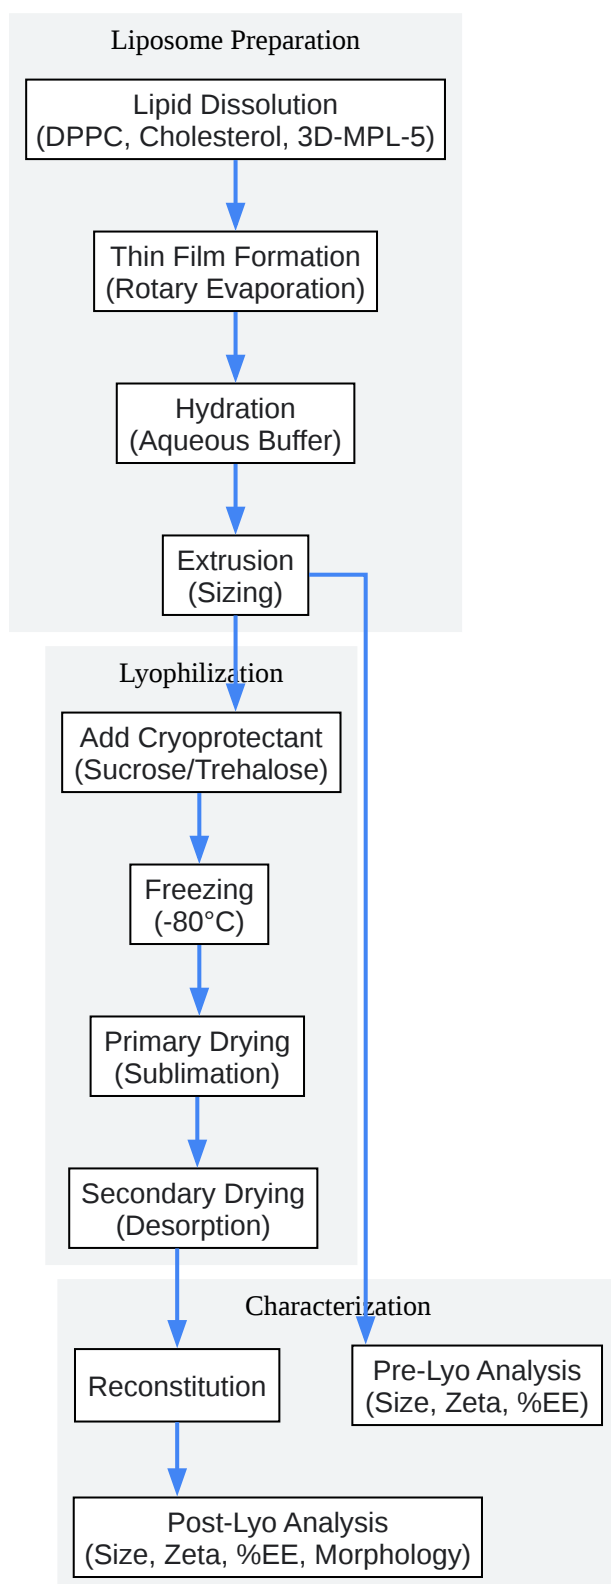 Liposome Preparation
Lipid Dissolution
(DPPC, Cholesterol, 3D-MPL-5)
Thin Film Formation
(Rotary Evaporation)
Hydration
(Aqueous Buffer)
Extrusion
(Sizing)
Lyophilization
Add Cryoprotectant
(Sucrose/Trehalose)
Freezing
(-80°C)
Primary Drying
(Sublimation)
Secondary Drying
(Desorption)
Characterization
Reconstitution
Pre-Lyo Analysis
(Size, Zeta, %EE)
Post-Lyo Analysis
(Size, Zeta, %EE, Morphology)